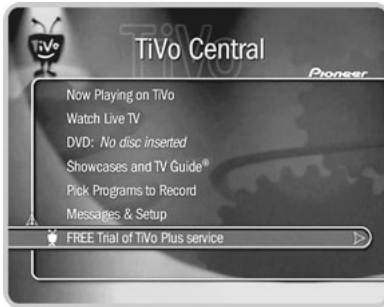 TiVo
TiVo Central
Pioneer
Now Playing on TiVo
Watch Live TV
DVD: No disc inserted
Showcases and TV Guide®
Pick Programs to Record
Messages & Setup
FREE Trial of TiVo Plus service